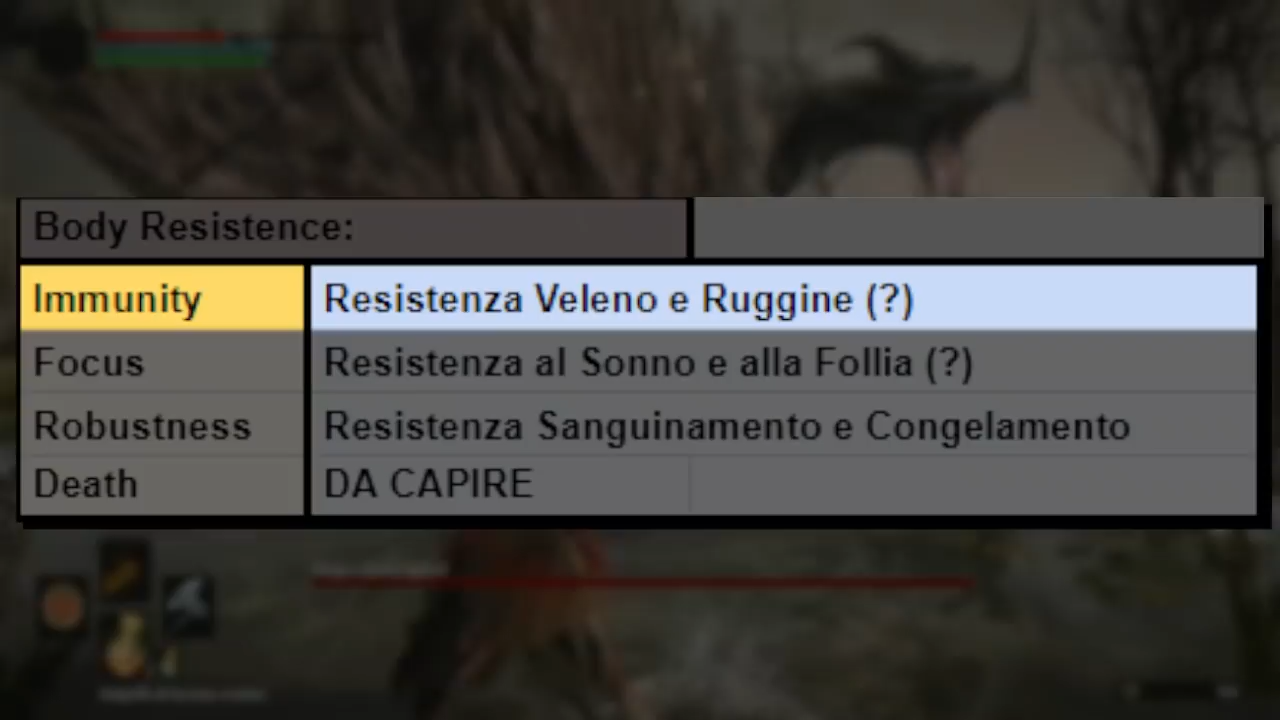 Body Resistence:
Immunity Resistenza Veleno e Ruggine (?)
Focus Resistenza al Sonno e alla Follia (?)
Robustness Resistenza Sanguinamento e Congelamento
Death DA CAPIRE